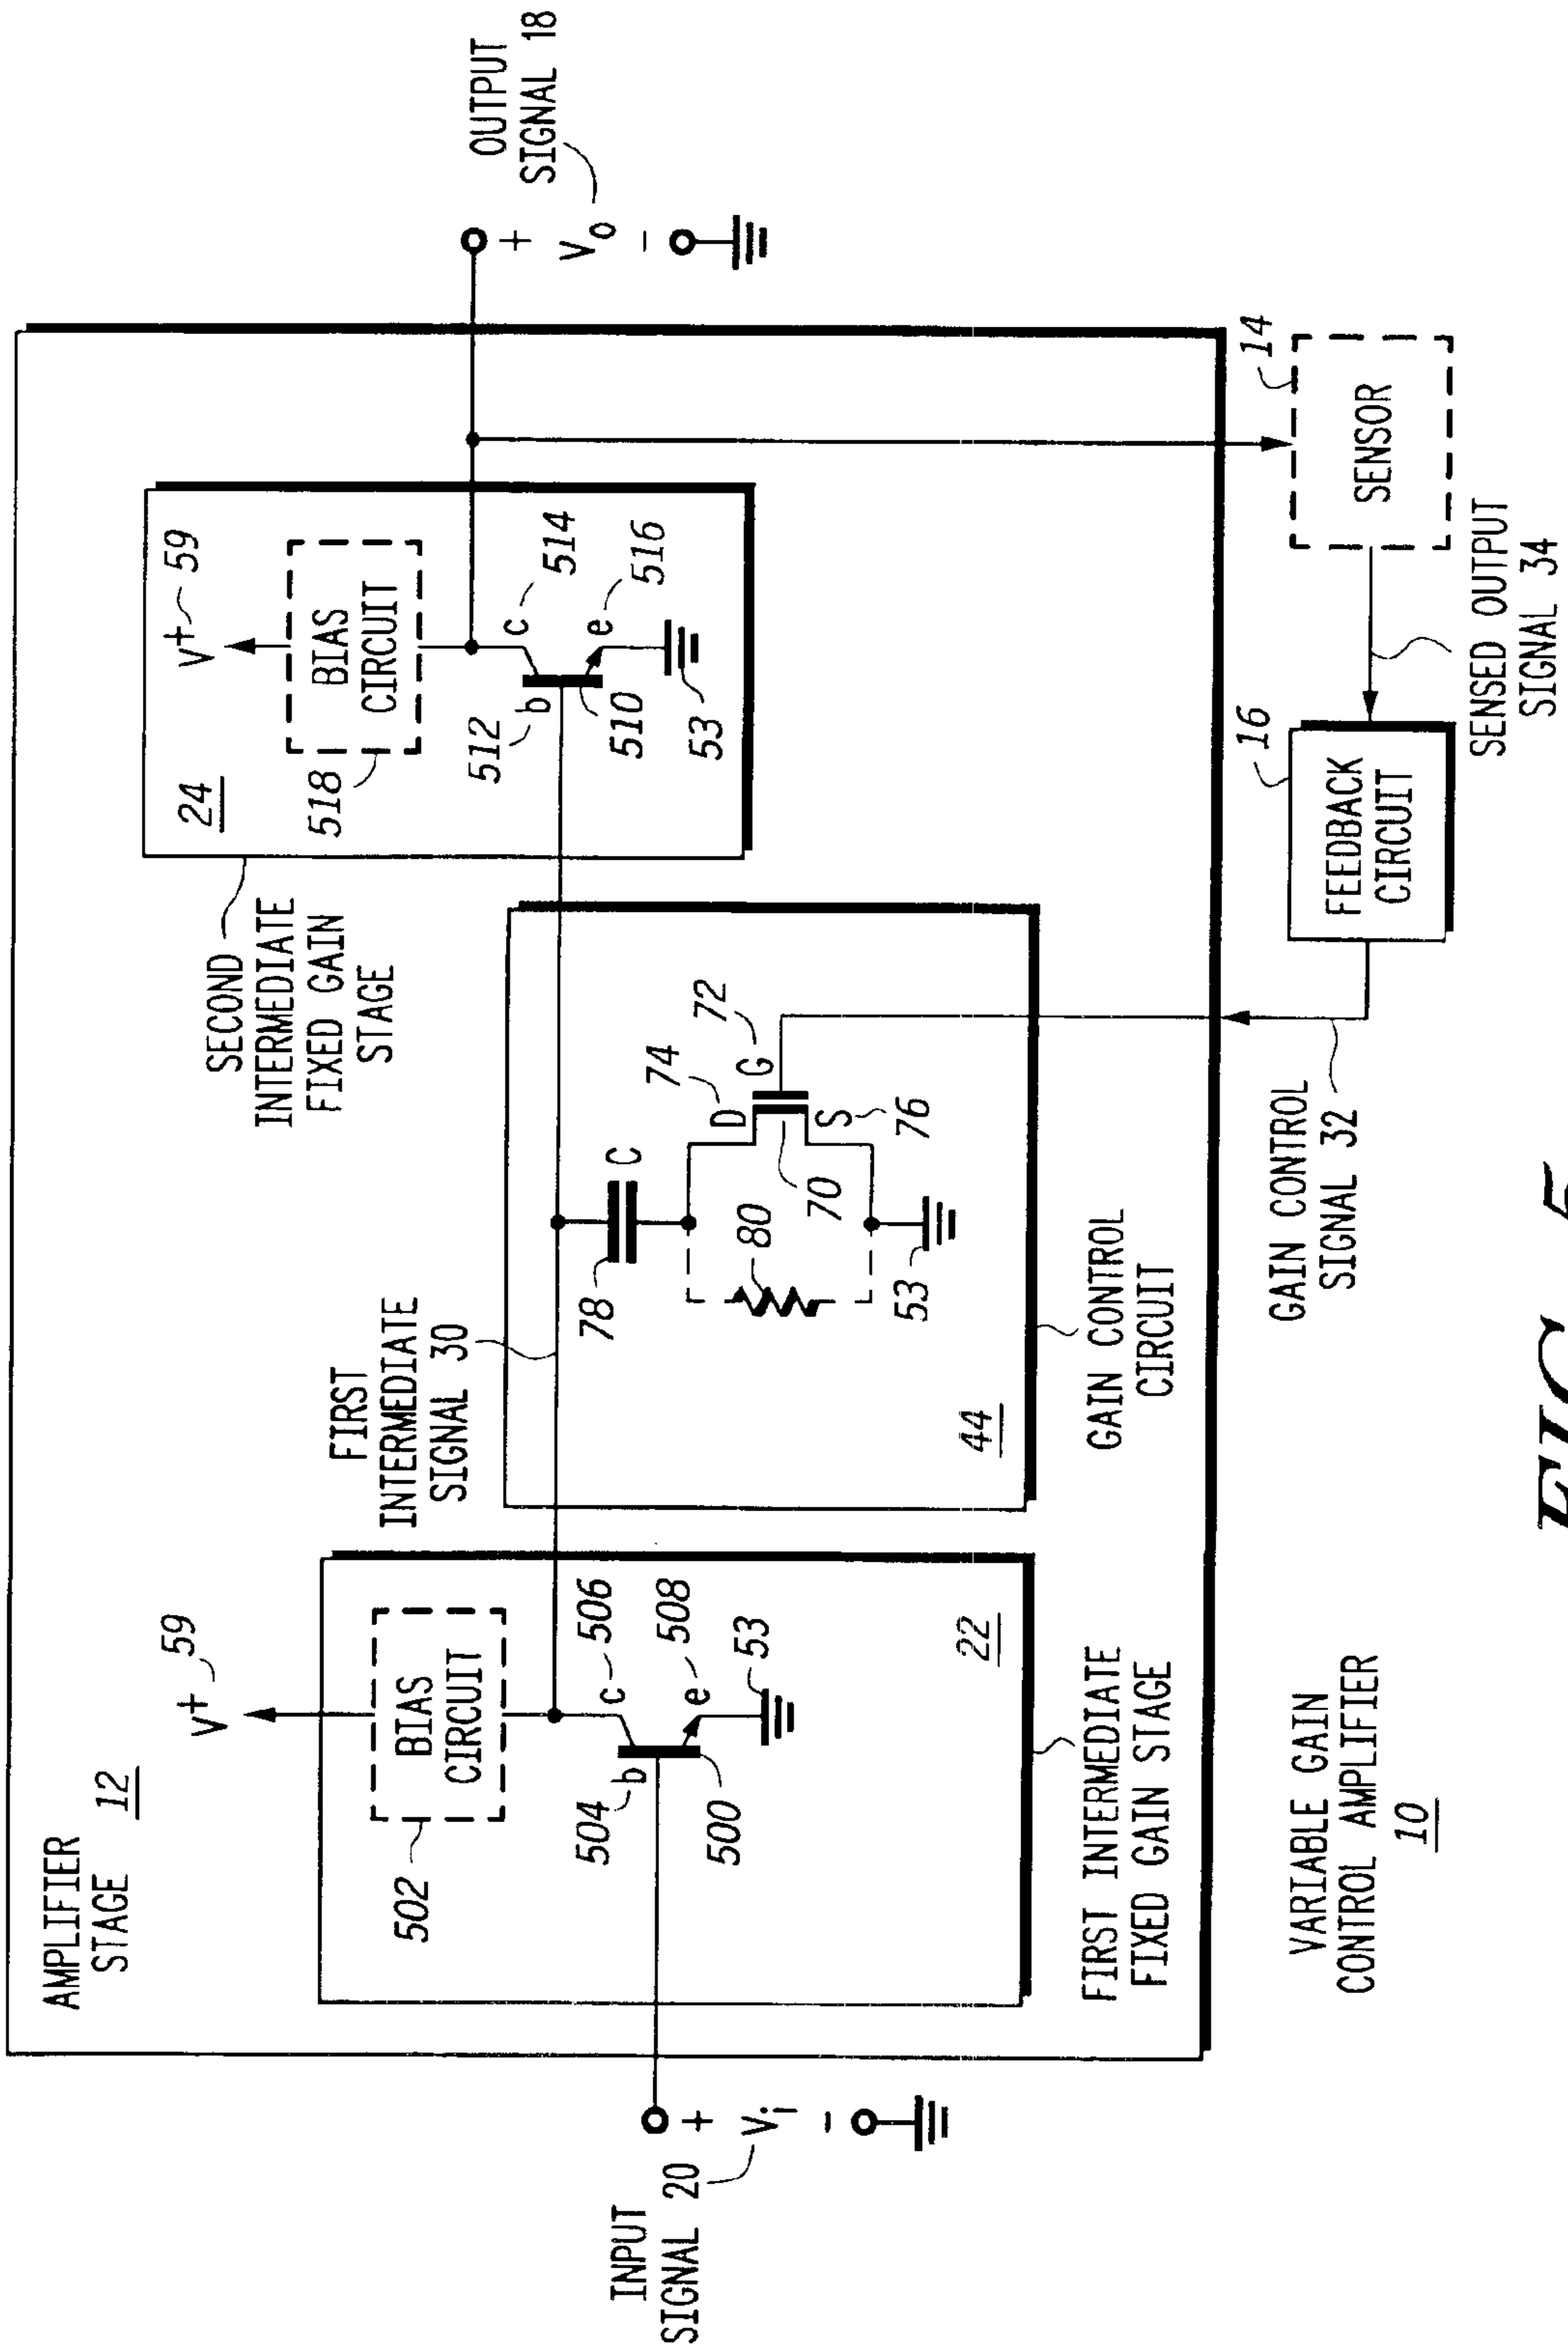 AMPLIFIER
STAGE 12
V+ 59
502
BIAS
CIRCUIT
504 b
c 506
500
e 508
53
22
FIRST INTERMEDIATE
FIXED GAIN STAGE
INPUT
SIGNAL 20
+
Vi
-
FIRST
INTERMEDIATE
SIGNAL 30
78
C
80
D 74
G 72
70
S 76
53
44
GAIN CONTROL
CIRCUIT
SECOND
INTERMEDIATE
FIXED GAIN
STAGE
24
V+ 59
518
BIAS
CIRCUIT
512 b
c 514
510
e 516
53
OUTPUT
SIGNAL 18
+
Vo
-
14
SENSOR
SENSED OUTPUT
SIGNAL 34
16
FEEDBACK
CIRCUIT
GAIN CONTROL
SIGNAL 32
VARIABLE GAIN
CONTROL AMPLIFIER
10
FIG. 5